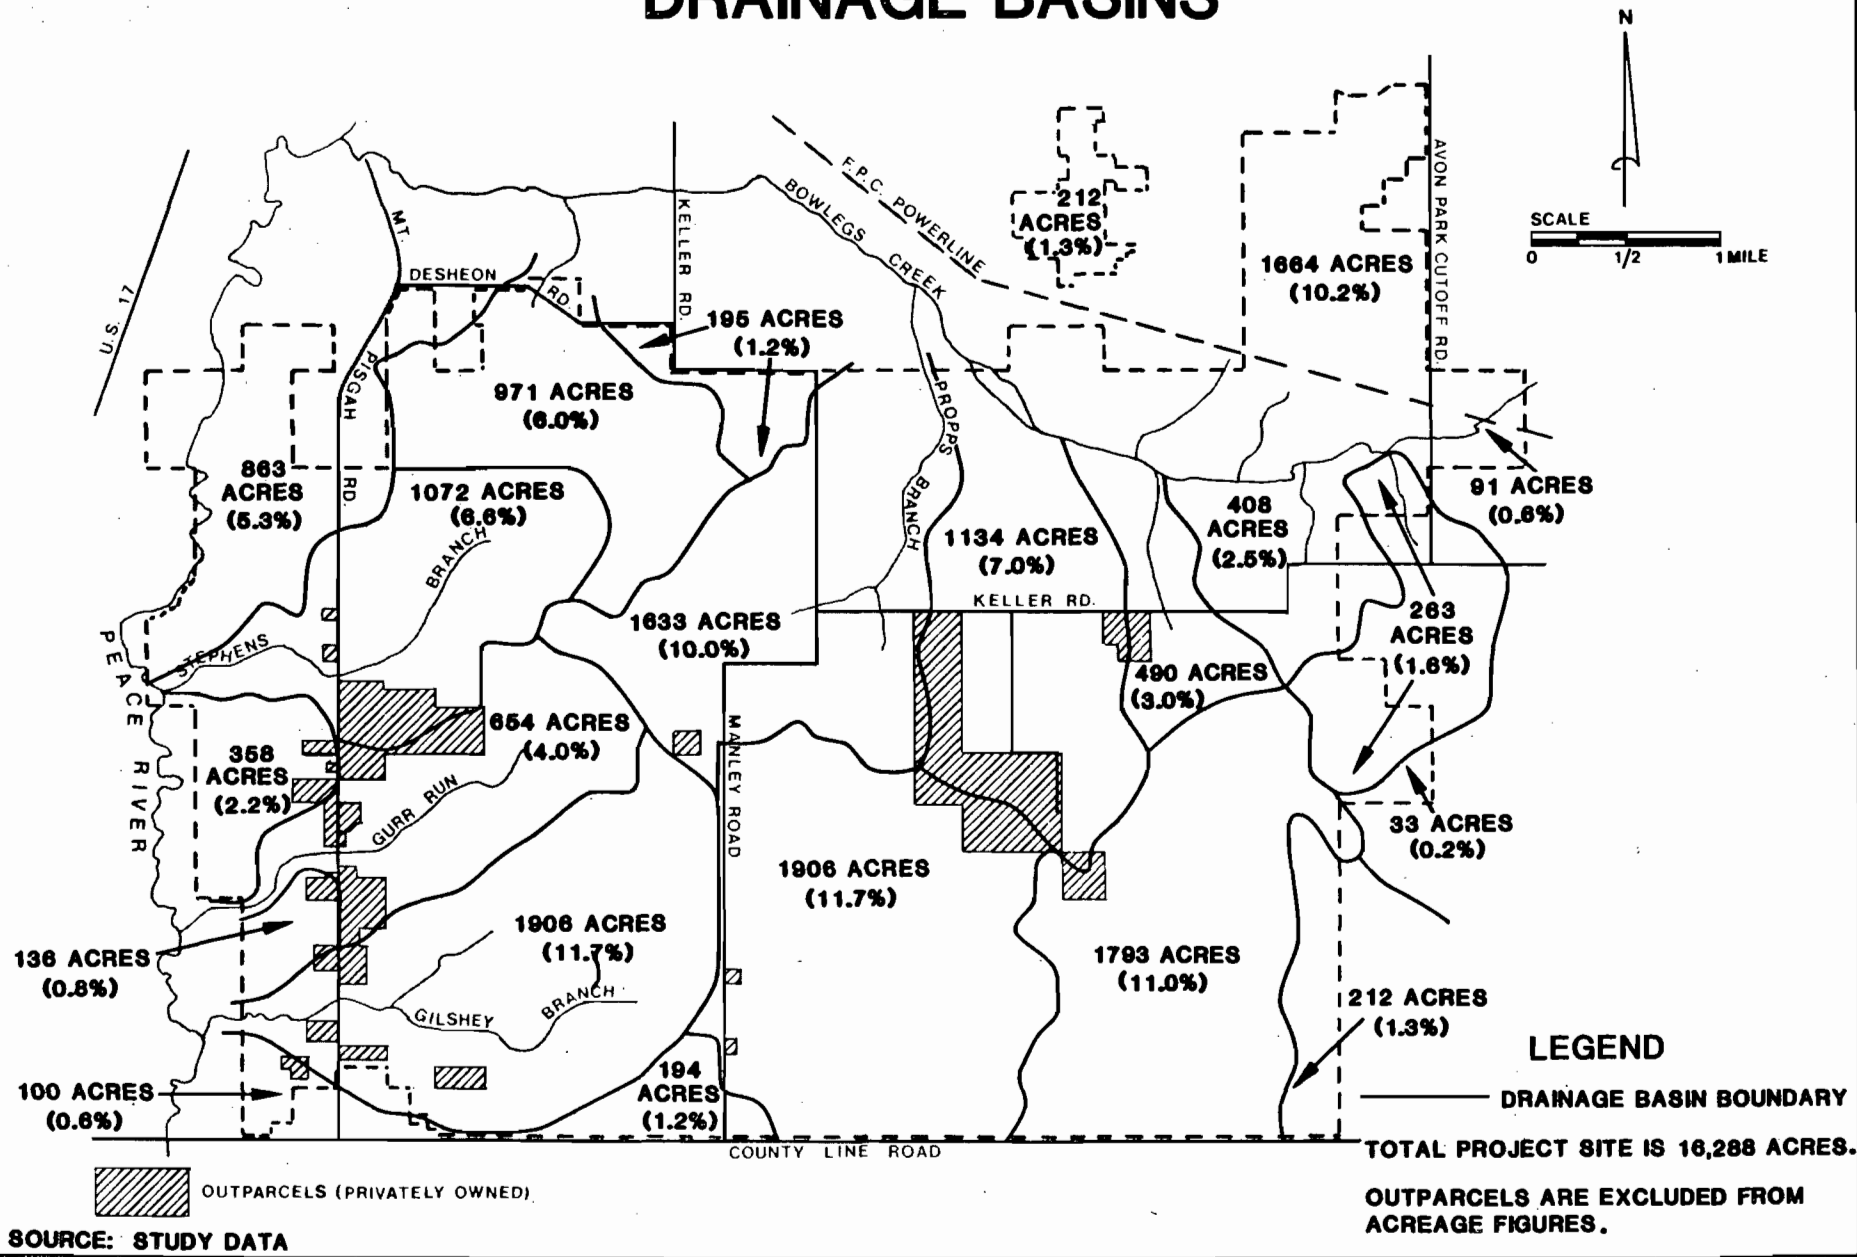 DRAINAGE BASINS
N
SCALE
0 1/2 1 MILE
U.S. 17
MT.
PISGAH
RD.
DESHEON
RD.
KELLER RD.
F.P.C. POWERLINE
BOWLEGS
CREEK
AVON PARK CUTOFF RD.
212
ACRES
(1.3%)
1664 ACRES
(10.2%)
195 ACRES
(1.2%)
971 ACRES
(6.0%)
863
ACRES
(5.3%)
1072 ACRES
(6.6%)
BRANCH
PROPPS
BRANCH
1134 ACRES
(7.0%)
408
ACRES
(2.5%)
91 ACRES
(0.6%)
KELLER RD.
263
ACRES
(1.6%)
1633 ACRES
(10.0%)
STEPHENS
PEACE RIVER
490 ACRES
(3.0%)
654 ACRES
(4.0%)
358
ACRES
(2.2%)
GURR RUN
MANLEY ROAD
33 ACRES
(0.2%)
1906 ACRES
(11.7%)
1906 ACRES
(11.7%)
136 ACRES
(0.8%)
1793 ACRES
(11.0%)
GILSHEY
BRANCH
212 ACRES
(1.3%)
100 ACRES
(0.6%)
194
ACRES
(1.2%)
COUNTY LINE ROAD
LEGEND
DRAINAGE BASIN BOUNDARY
TOTAL PROJECT SITE IS 16,288 ACRES.
OUTPARCELS ARE EXCLUDED FROM
ACREAGE FIGURES.
OUTPARCELS (PRIVATELY OWNED)
SOURCE: STUDY DATA